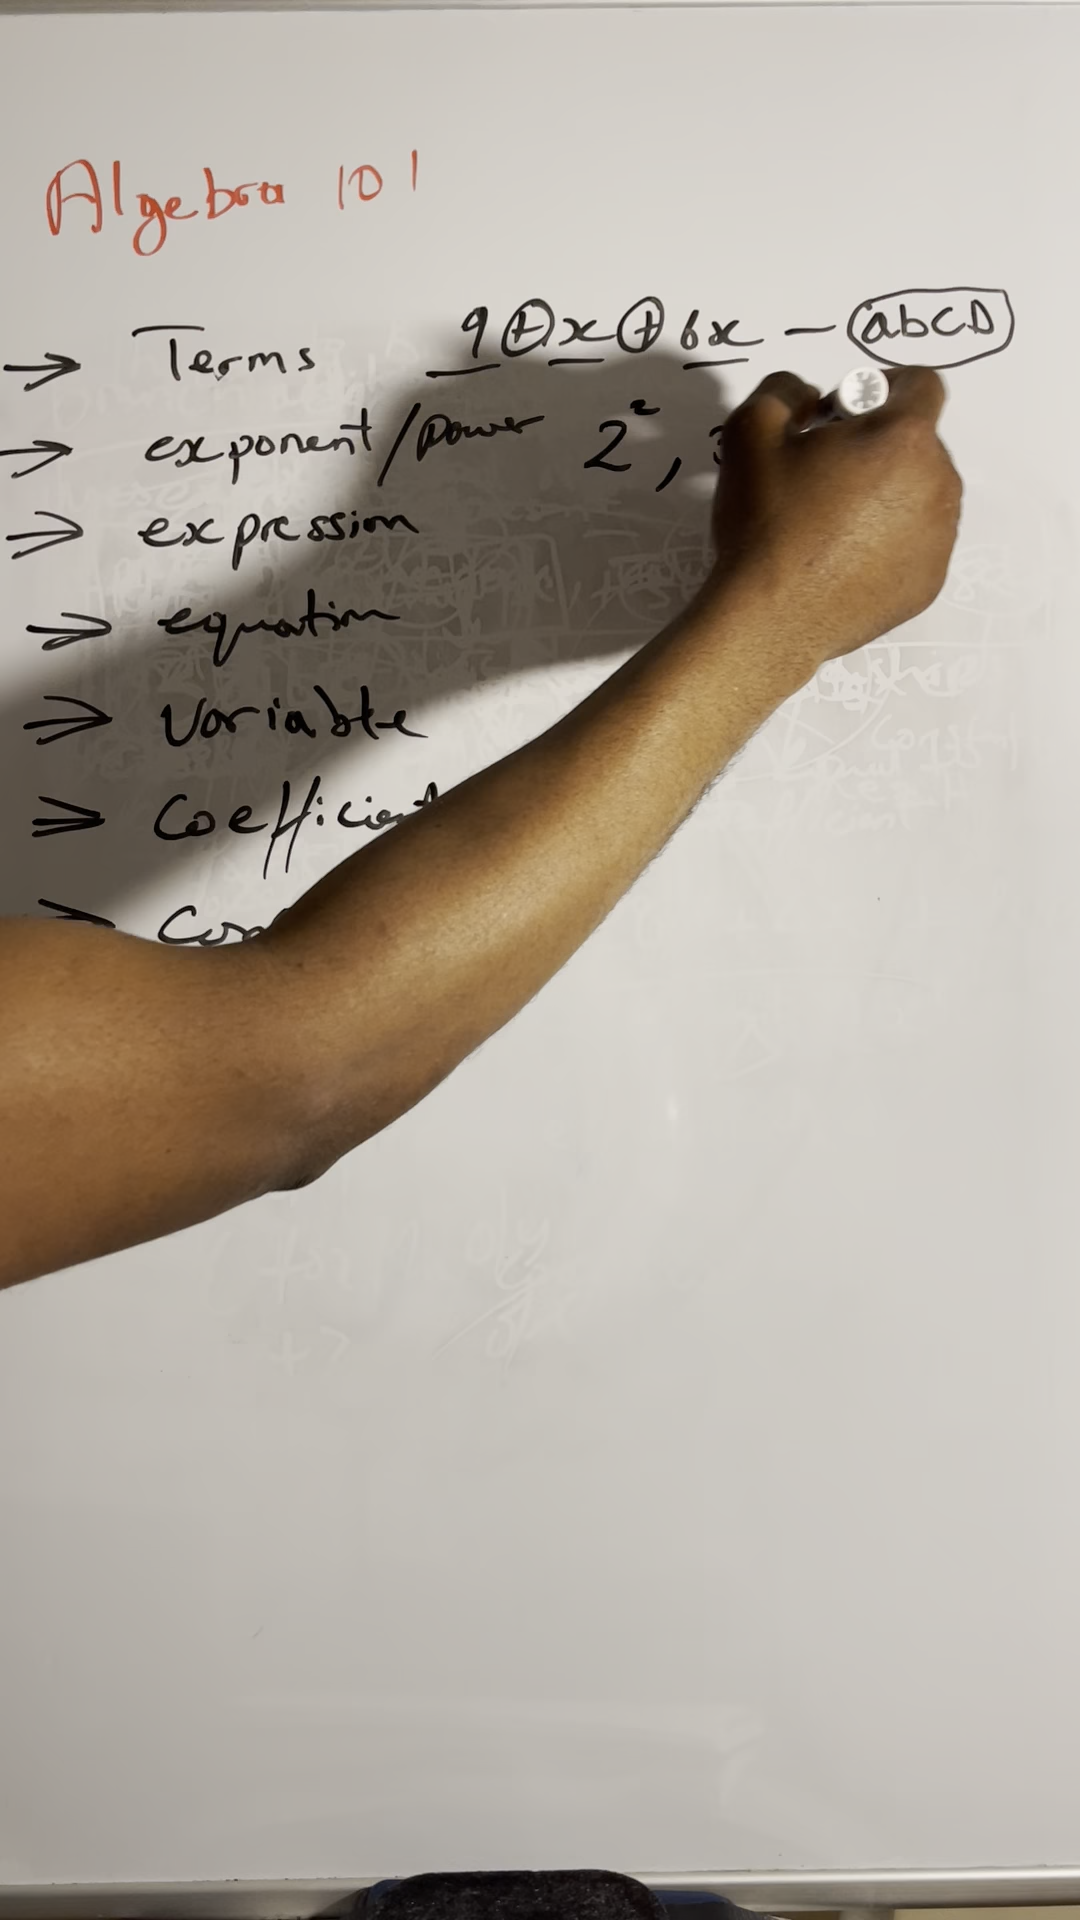 Algebra 101
→ Terms 9 + x + 6x - abcD
→ exponent/power 2², 3
⇒ expression
⇒ equation
⇒ Variable
⇒ Coefficient